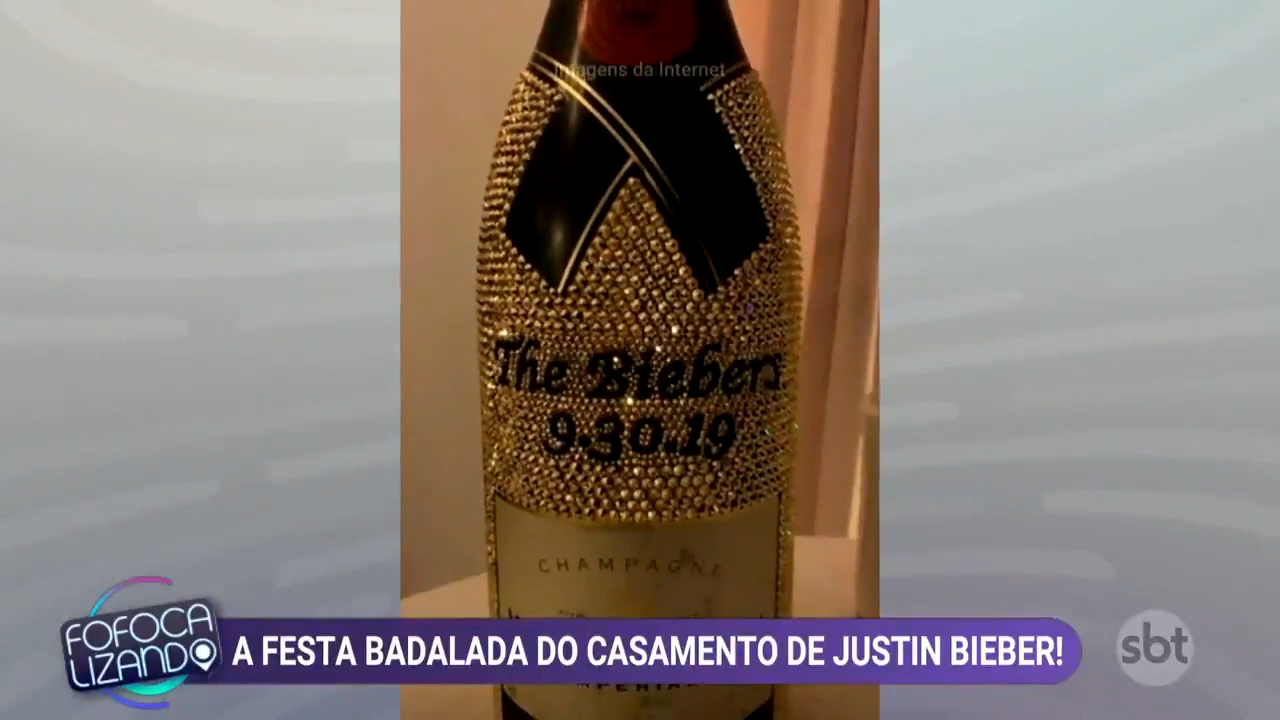 Imagens da Internet
The Biebers
9.30.19
CHAMPAGNE
IMPERIAL
FOFOCA
LIZANDO
A FESTA BADALADA DO CASAMENTO DE JUSTIN BIEBER!
sbt